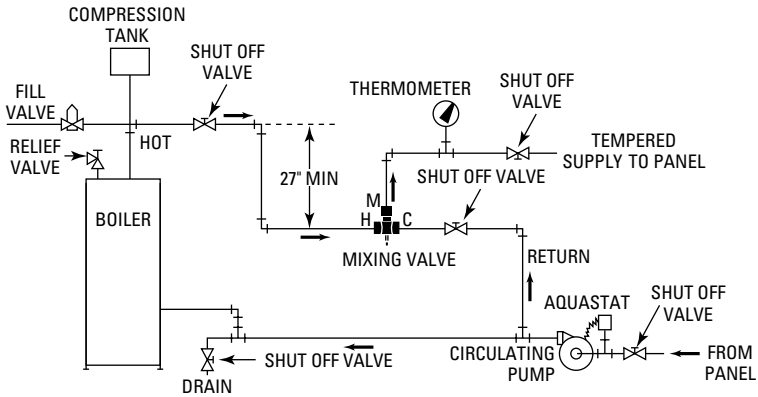 COMPRESSION
TANK
SHUT OFF
VALVE
FILL
VALVE
HOT
RELIEF
VALVE
BOILER
27" MIN
THERMOMETER
SHUT OFF
VALVE
TEMPERED
SUPPLY TO PANEL
SHUT OFF VALVE
M
H
C
MIXING VALVE
RETURN
AQUASTAT
SHUT OFF
VALVE
CIRCULATING
PUMP
FROM
PANEL
SHUT OFF VALVE
DRAIN